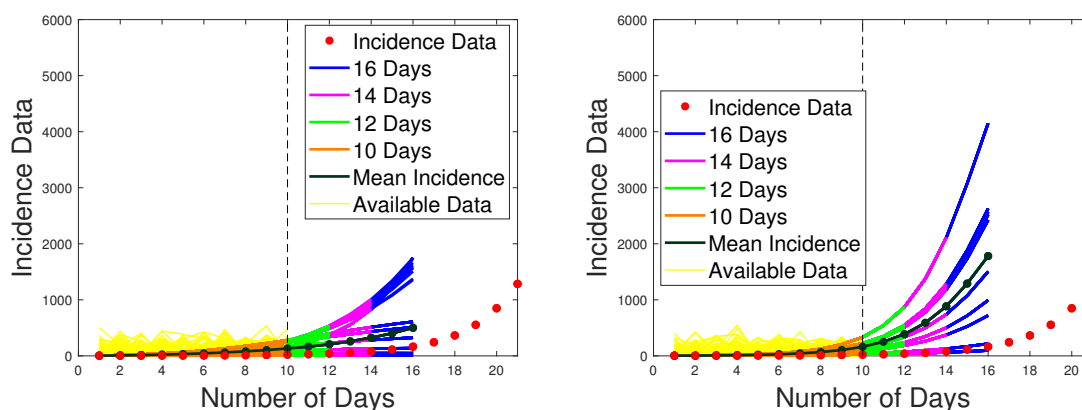 6000
5000
4000
3000
2000
1000
0
Incidence Data
Incidence Data
16 Days
14 Days
12 Days
10 Days
Mean Incidence
Available Data
0 2 4 6 8 10 12 14 16 18 20
Number of Days
6000
5000
4000
3000
2000
1000
0
Incidence Data
Incidence Data
16 Days
14 Days
12 Days
10 Days
Mean Incidence
Available Data
0 2 4 6 8 10 12 14 16 18 20
Number of Days